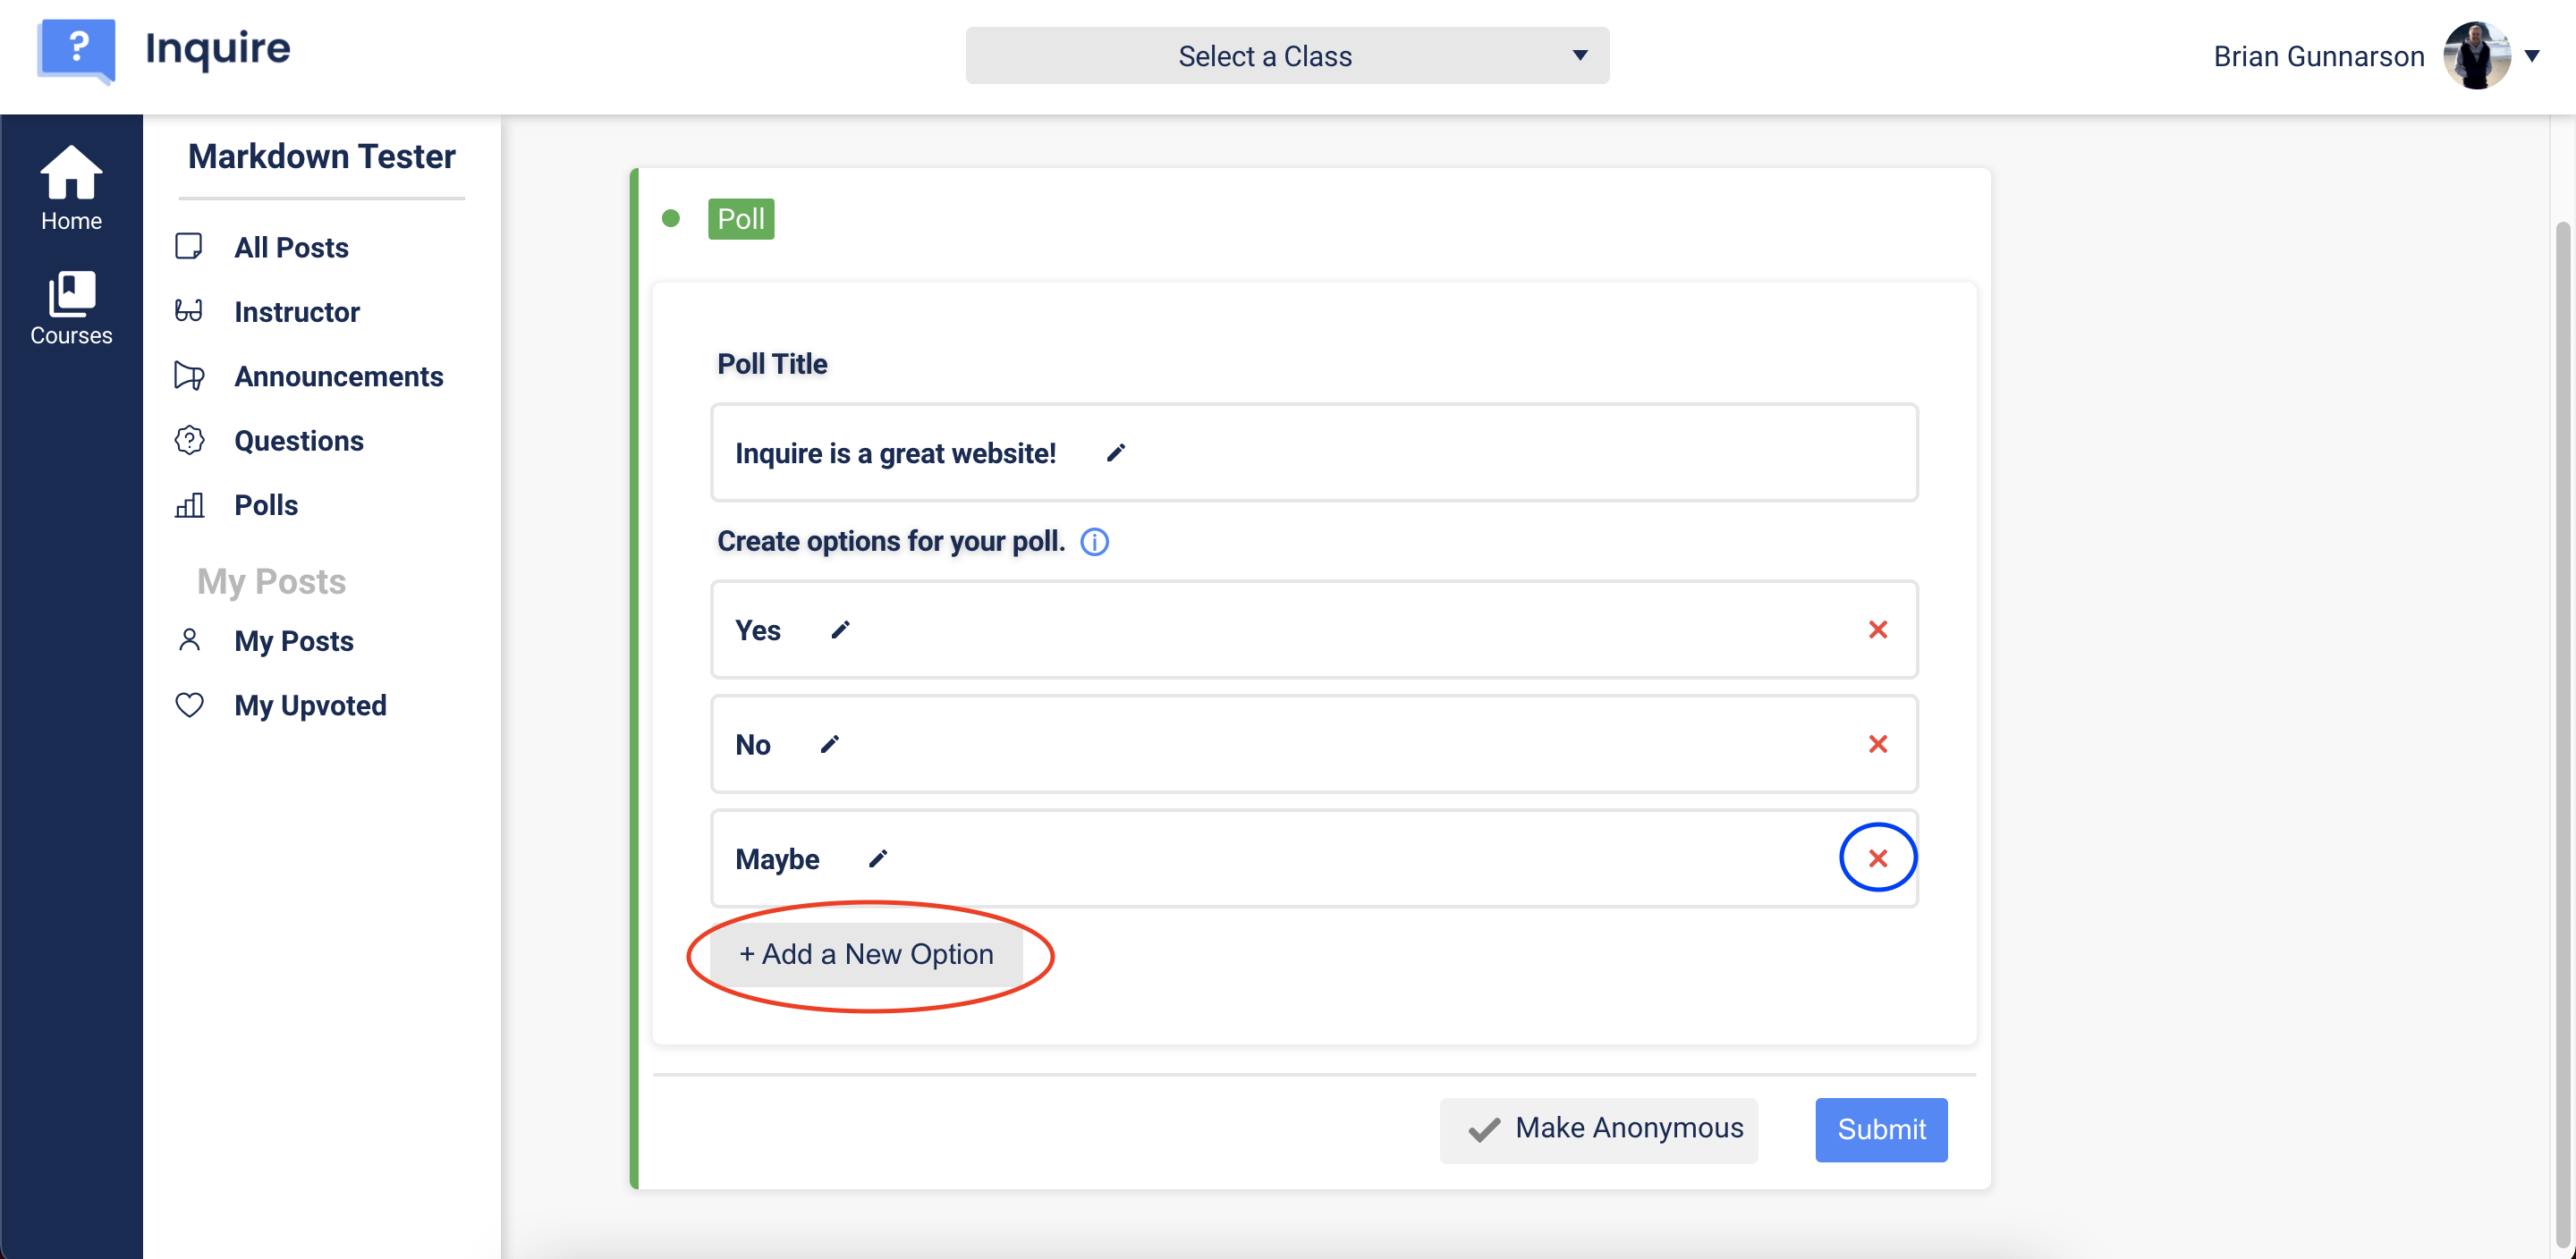 ?
Inquire
Select a Class
Brian Gunnarson
Home
Courses
Markdown Tester
All Posts
Instructor
Announcements
Questions
Polls
My Posts
My Posts
My Upvoted
Poll
Poll Title
Inquire is a great website!
Create options for your poll.
Yes
No
Maybe
+ Add a New Option
Make Anonymous
Submit